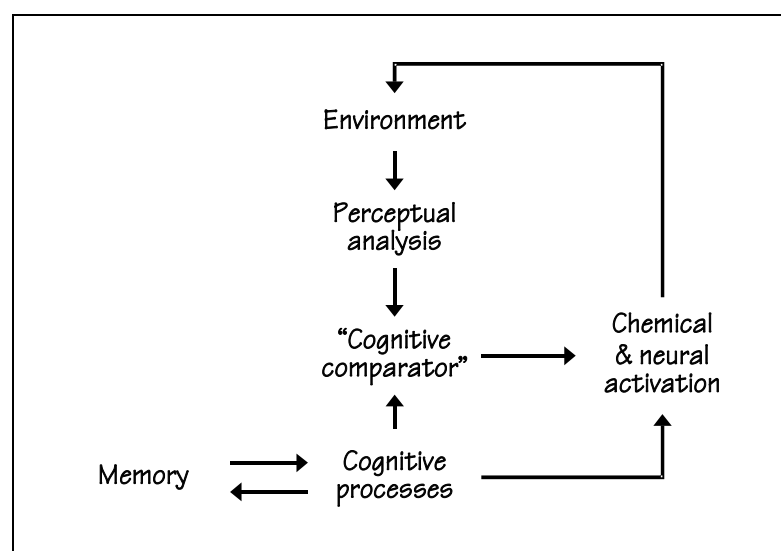 Environment
Perceptual
analysis
“Cognitive
comparator”
Chemical
& neural
activation
Memory
Cognitive
processes